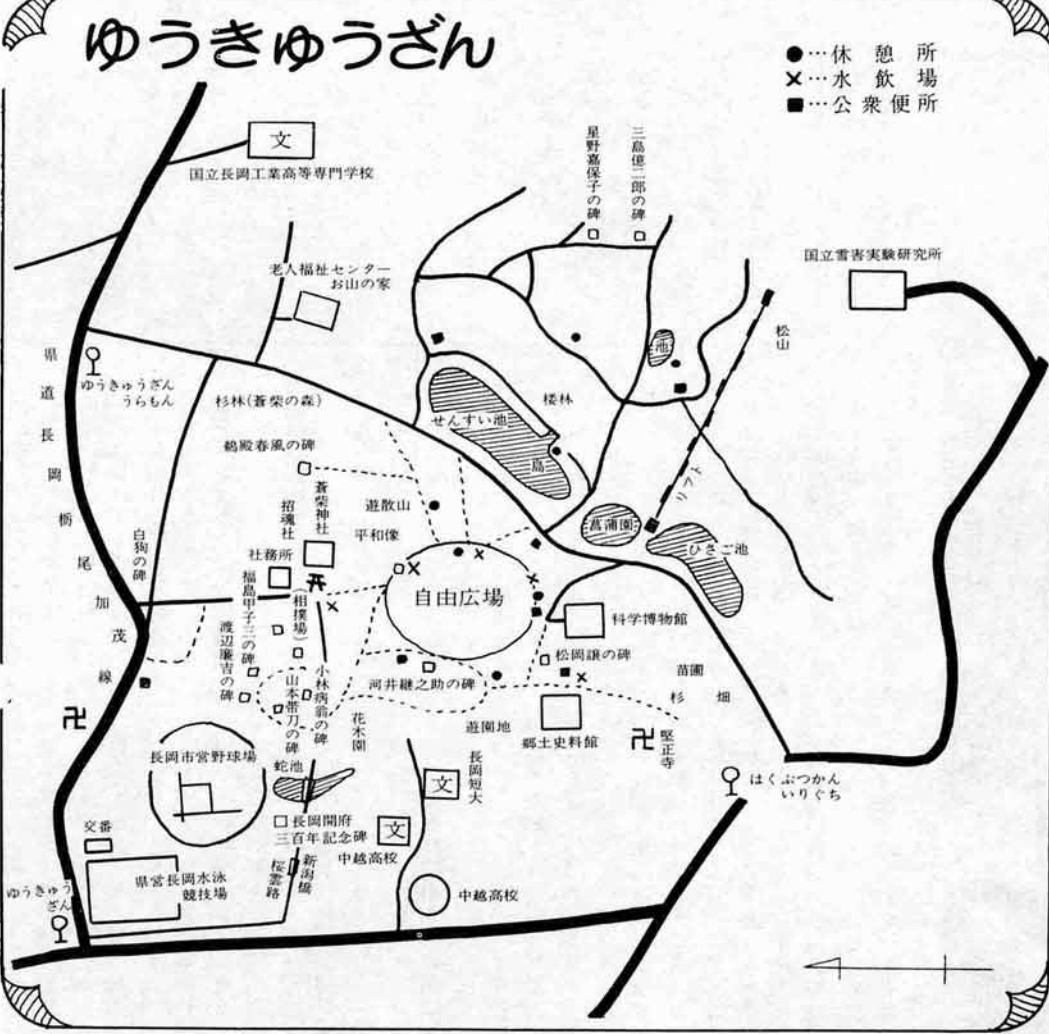 ゆうきゅうざん
●…休憩所
×…水飲場
■…公衆便所
文
国立長岡工業高等専門学校
星野嘉保子の碑
三島億二郎の碑
国立雪害実験研究所
老人福祉センター
お山の家
県道長岡栃尾加茂線
ゆうきゅうざん
うらもん
杉林(蒼柴の森)
池
松山
リフト
せんすい池
楼林
島
鶴殿春風の碑
蒼柴神社
招魂社
社務所
遊散山
平和像
菖蒲園
ひさご池
白狗の碑
自由広場
(相撲場)
福島甲子三の碑
渡辺廉吉の碑
科学博物館
松岡譲の碑
小林病翁の碑
山本帯刀の碑
河井継之助の碑
苗圃
杉畑
花木園
遊園地
郷土史料館
卍
堅正寺
卍
長岡市営野球場
蛇池
長岡短大
文
はくぶつかん
いりぐち
長岡開府
三百年記念碑
文
中越高校
交番
新潟橋
桜雲路
県営長岡水泳
競技場
中越高校
ゆうきゅう
ざん